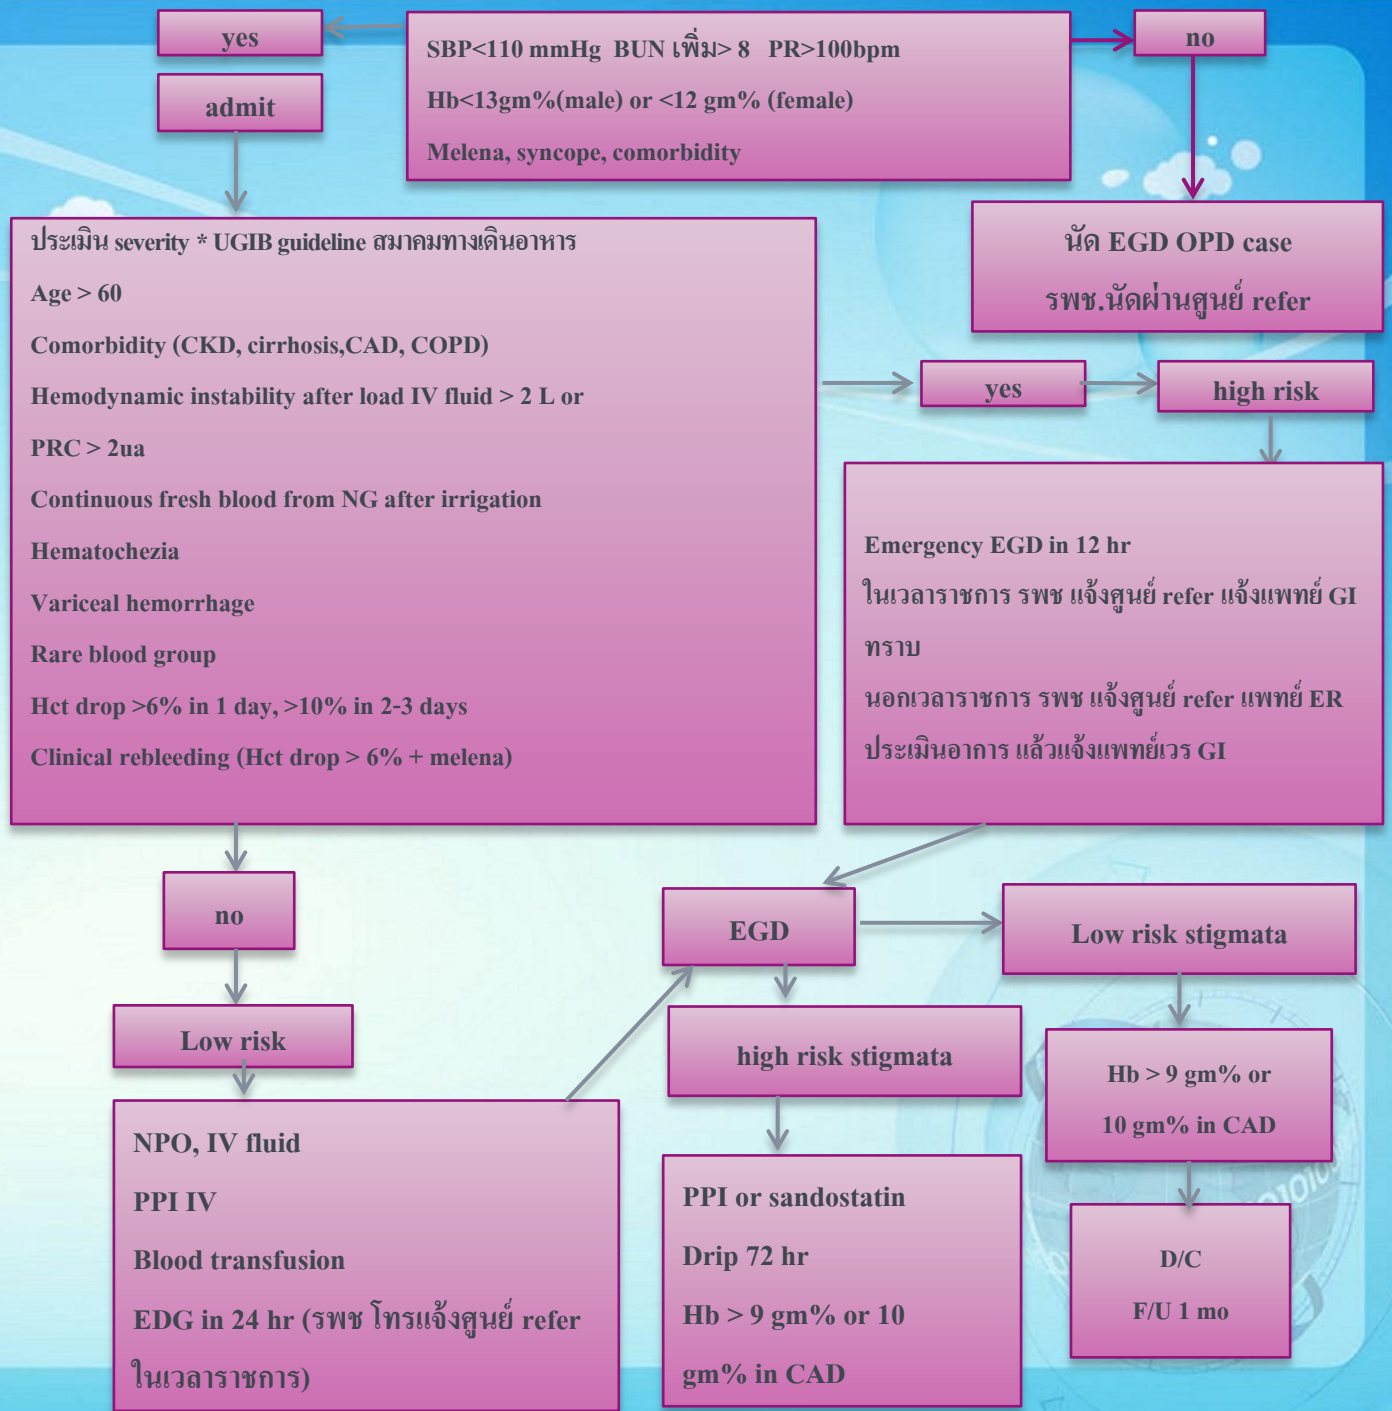 yes
SBP<110 mmHg BUN เพิ่ม> 8 PR>100bpm
Hb<13gm%(male) or <12 gm% (female)
Melena, syncope, comorbidity
no
admit
ประเมิน severity * UGIB guideline สมาคมทางเดินอาหาร
Age > 60
Comorbidity (CKD, cirrhosis,CAD, COPD)
Hemodynamic instability after load IV fluid > 2 L or
PRC > 2ua
Continuous fresh blood from NG after irrigation
Hematochezia
Variceal hemorrhage
Rare blood group
Hct drop >6% in 1 day, >10% in 2-3 days
Clinical rebleeding (Hct drop > 6% + melena)
นัด EGD OPD case
รพช.นัดผ่านศูนย์ refer
yes
high risk
Emergency EGD in 12 hr
ในเวลาราชการ รพช แจ้งศูนย์ refer แจ้งแพทย์ GI
ทราบ
นอกเวลาราชการ รพช แจ้งศูนย์ refer แพทย์ ER
ประเมินอาการ แล้วแจ้งแพทย์เวร GI
no
Low risk
NPO, IV fluid
PPI IV
Blood transfusion
EDG in 24 hr (รพช โทรแจ้งศูนย์ refer
ในเวลาราชการ)
EGD
high risk stigmata
PPI or sandostatin
Drip 72 hr
Hb > 9 gm% or 10
gm% in CAD
Low risk stigmata
Hb > 9 gm% or
10 gm% in CAD
D/C
F/U 1 mo